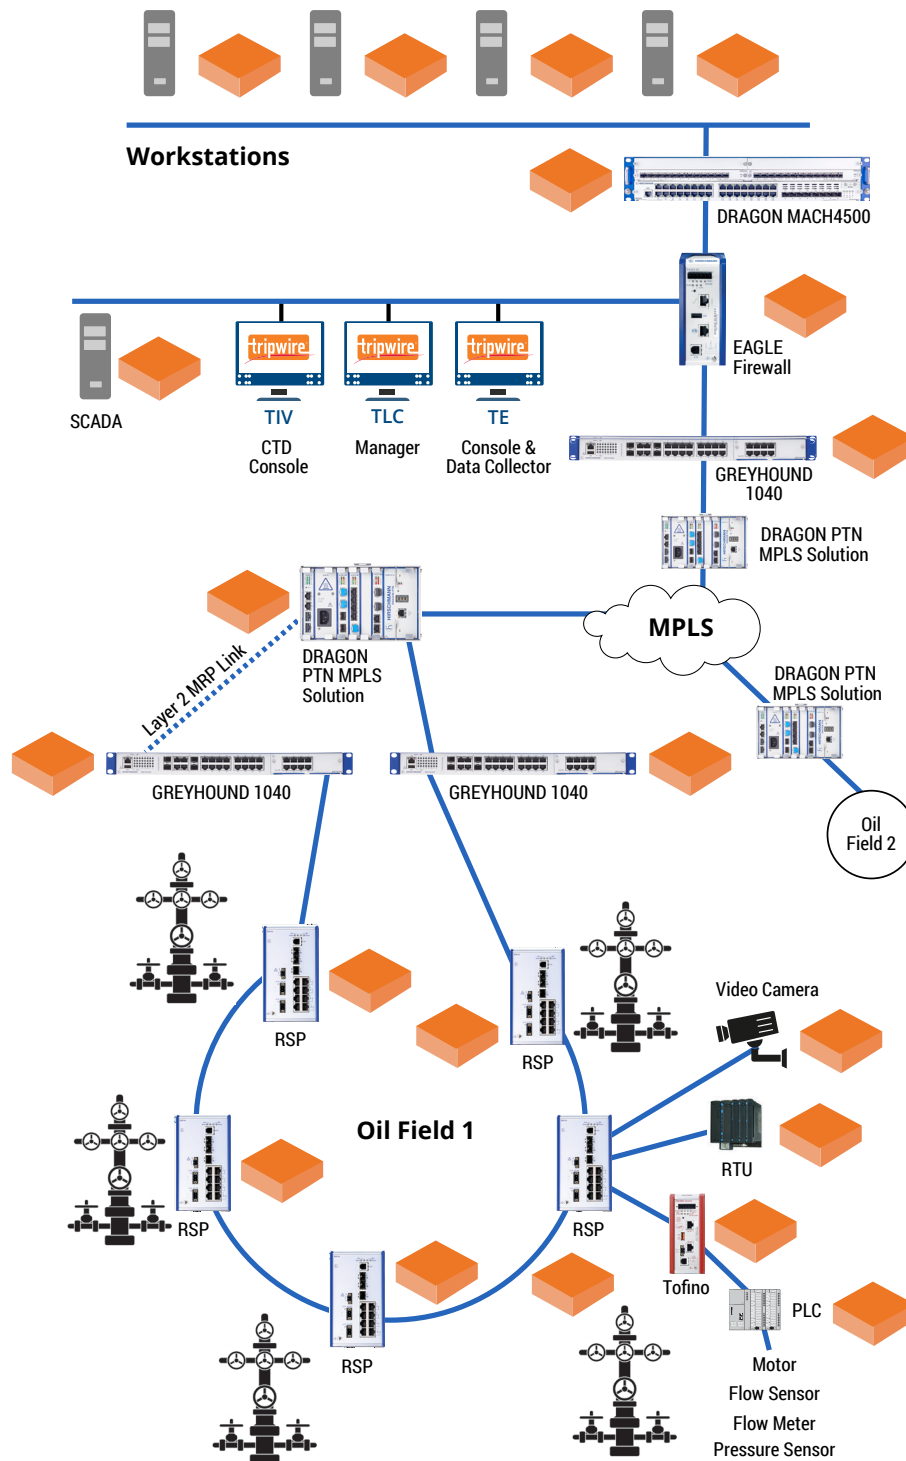 Workstations
DRAGON MACH4500
EAGLE
Firewall
SCADA
tripwire
tripwire
tripwire
TIV
TLC
TE
CTD
Console
Manager
Console &
Data Collector
GREYHOUND
1040
DRAGON PTN
MPLS Solution
MPLS
HIRSCHMANN
DRAGON
PTN MPLS
Solution
Layer 2 MRP Link
DRAGON PTN
MPLS Solution
GREYHOUND 1040
GREYHOUND 1040
Oil
Field 2
RSP
RSP
Video Camera
Oil Field 1
RTU
RSP
RSP
Tofino
PLC
RSP
Motor
Flow Sensor
Flow Meter
Pressure Sensor